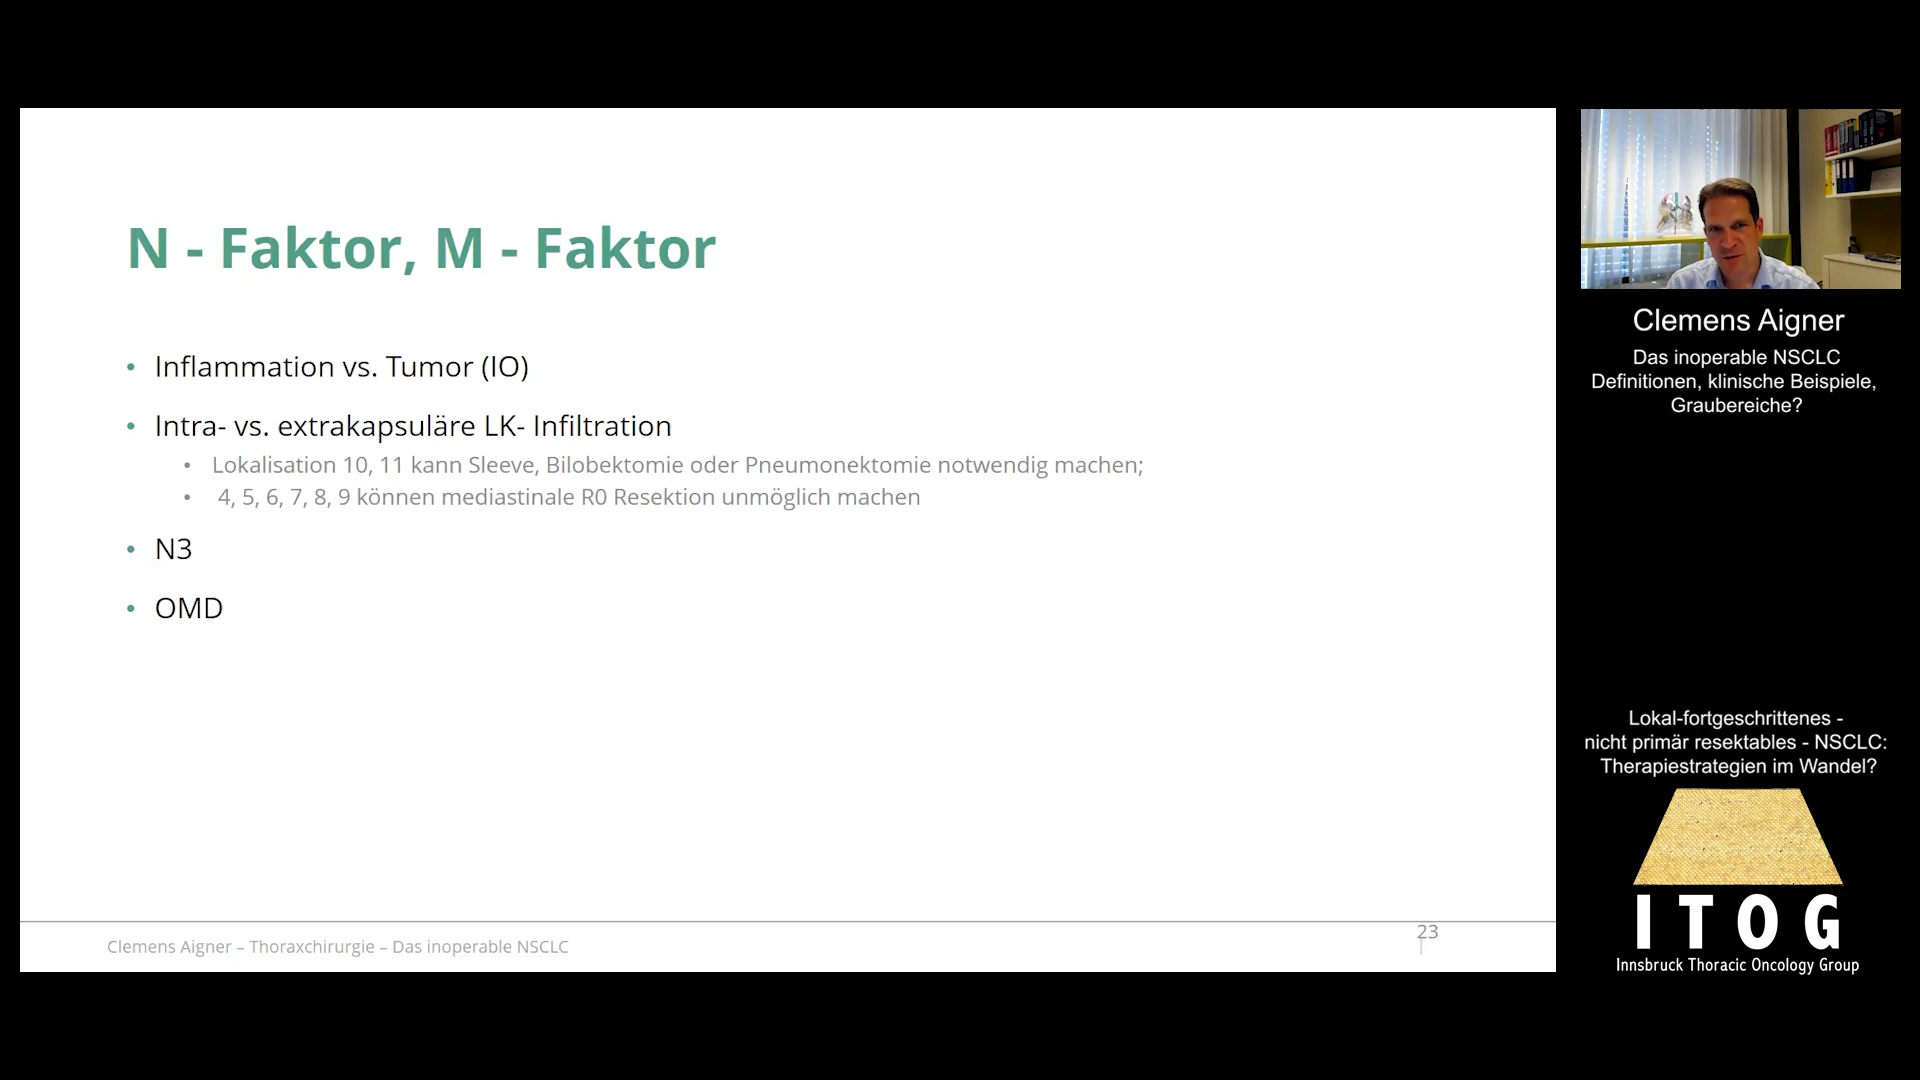 N - Faktor, M - Faktor
• Inflammation vs. Tumor (IO)
• Intra- vs. extrakapsuläre LK- Infiltration
• Lokalisation 10, 11 kann Sleeve, Bilobektomie oder Pneumonektomie notwendig machen;
• 4, 5, 6, 7, 8, 9 können mediastinale R0 Resektion unmöglich machen
• N3
• OMD
Clemens Aigner – Thoraxchirurgie – Das inoperable NSCLC
23
Clemens Aigner
Das inoperable NSCLC
Definitionen, klinische Beispiele,
Graubereiche?
Lokal-fortgeschrittenes -
nicht primär resektables - NSCLC:
Therapiestrategien im Wandel?
ITOG
Innsbruck Thoracic Oncology Group